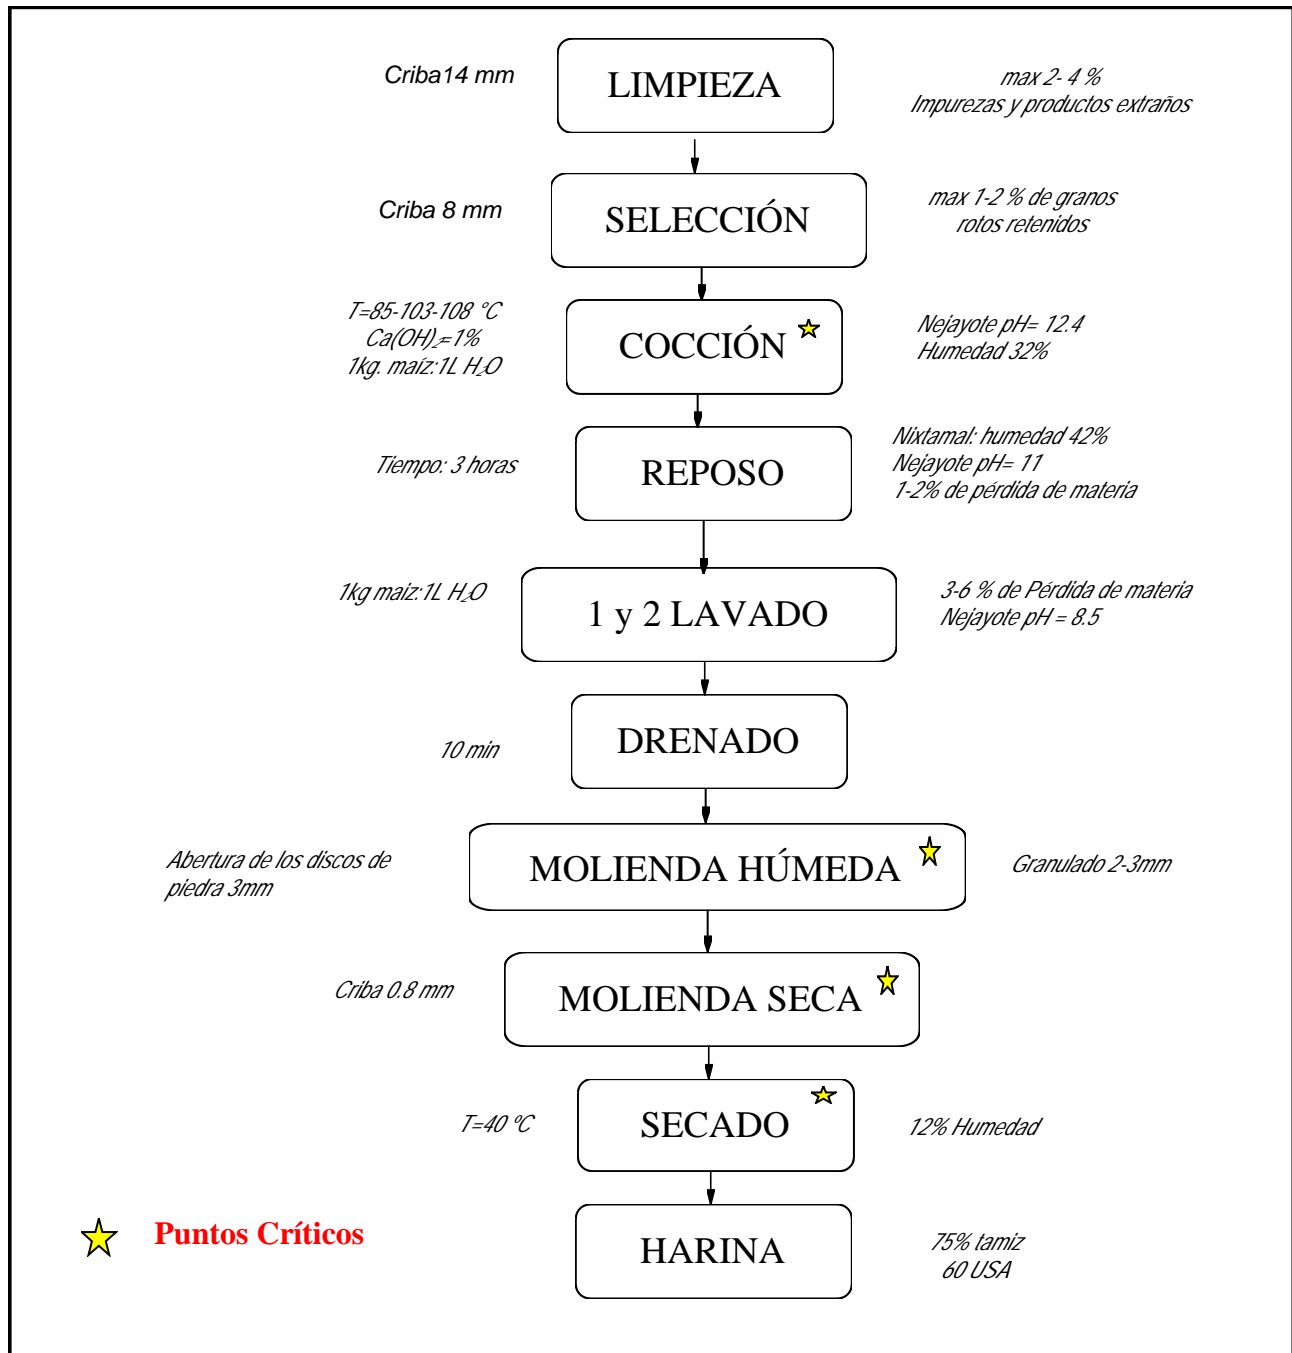 Criba14 mm
LIMPIEZA
max 2- 4 %
Impurezas y productos extraños
Criba 8 mm
SELECCIÓN
max 1-2 % de granos
rotos retenidos
T=85-103-108 °C
Ca(OH)₂=1%
1kg. maíz:1L H₂O
COCCIÓN
Nejayote pH= 12.4
Humedad 32%
Tiempo: 3 horas
REPOSO
Nixtamal: humedad 42%
Nejayote pH= 11
1-2% de pérdida de materia
1kg maiz:1L H₂O
1 y 2 LAVADO
3-6 % de Pérdida de materia
Nejayote pH = 8.5
10 min
DRENADO
Abertura de los discos de
piedra 3mm
MOLIENDA HÚMEDA
Granulado 2-3mm
Criba 0.8 mm
MOLIENDA SECA
T=40 ºC
SECADO
12% Humedad
Puntos Críticos
HARINA
75% tamiz
60 USA